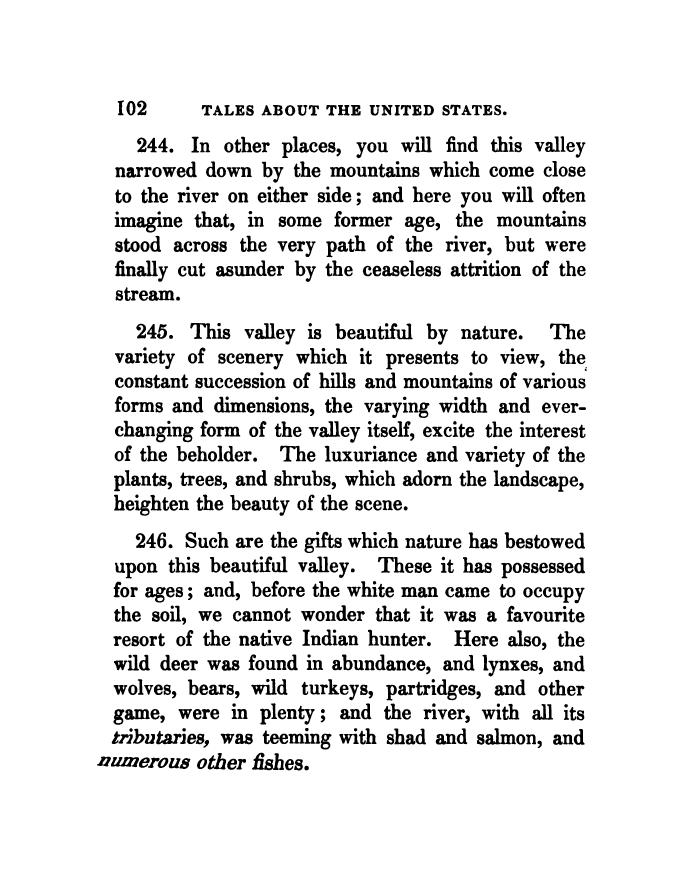 102 TALES ABOUT THE UNITED STATES.
244. In other places, you will find this valley
narrowed down by the mountains which come close
to the river on either side; and here you will often
imagine that, in some former age, the mountains
stood across the very path of the river, but were
finally cut asunder by the ceaseless attrition of the
stream.
245. This valley is beautiful by nature. The
variety of scenery which it presents to view, the
constant succession of hills and mountains of various
forms and dimensions, the varying width and ever-
changing form of the valley itself, excite the interest
of the beholder. The luxuriance and variety of the
plants, trees, and shrubs, which adorn the landscape,
heighten the beauty of the scene.
246. Such are the gifts which nature has bestowed
upon this beautiful valley. These it has possessed
for ages; and, before the white man came to occupy
the soil, we cannot wonder that it was a favourite
resort of the native Indian hunter. Here also, the
wild deer was found in abundance, and lynxes, and
wolves, bears, wild turkeys, partridges, and other
game, were in plenty; and the river, with all its
tributaries, was teeming with shad and salmon, and
numerous other fishes.